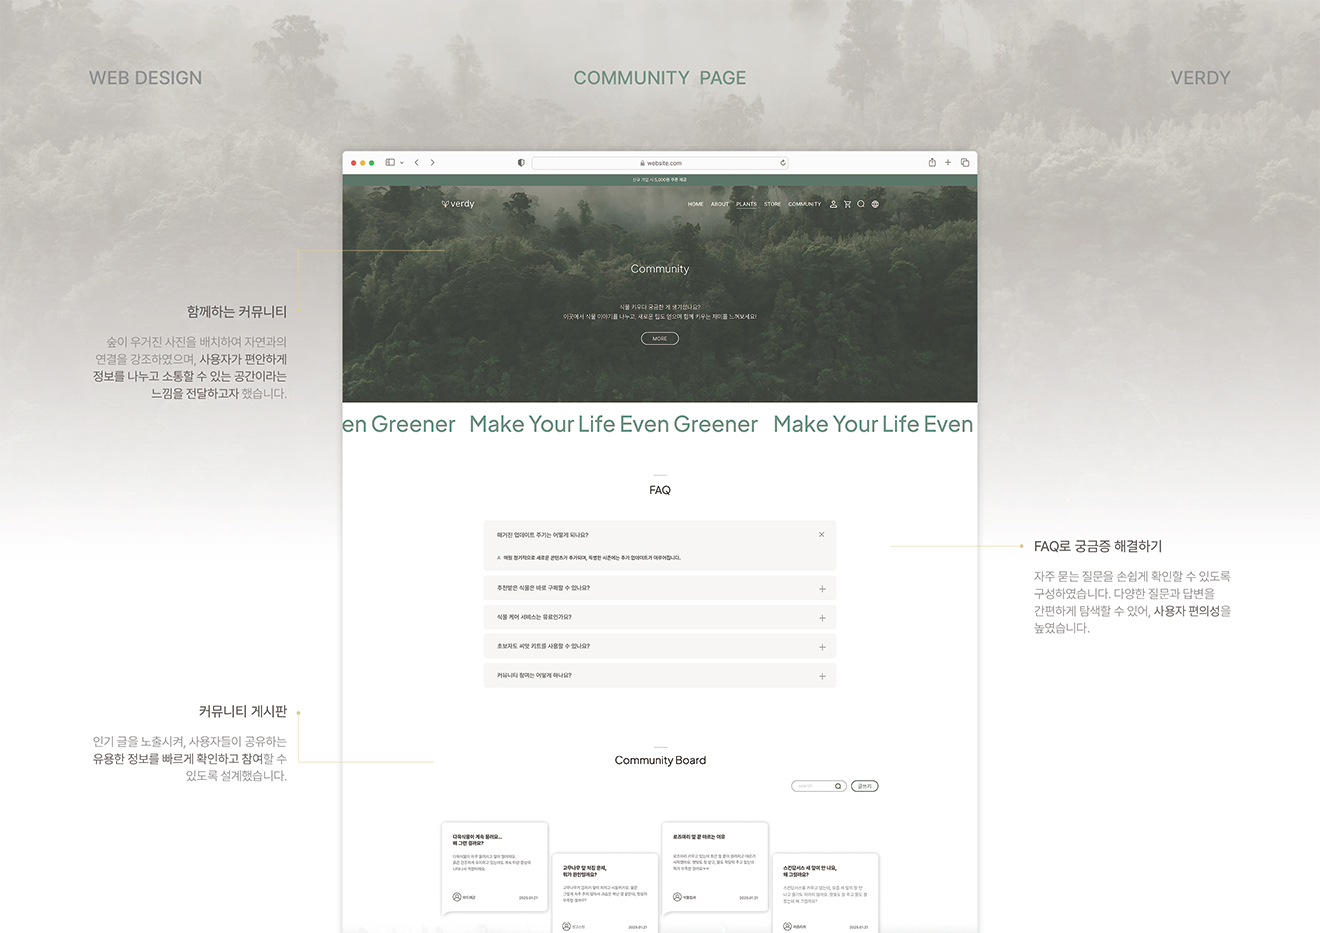 WEB DESIGN
COMMUNITY PAGE
VERDY
website.com
신규 가입 시 5,000원 쿠폰 제공
verdy
HOME
ABOUT
PLANTS
STORE
COMMUNITY
Community
식물 키우다 궁금한 게 생기셨나요?
이곳에서 식물 이야기를 나누고, 새로운 팁도 얻으며 함께 키우는 재미를 느껴보세요!
MORE
함께하는 커뮤니티
숲이 우거진 사진을 배치하여 자연과의
연결을 강조하였으며, 사용자가 편안하게
정보를 나누고 소통할 수 있는 공간이라는
느낌을 전달하고자 했습니다.
en Greener Make Your Life Even Greener Make Your Life Even
FAQ
매거진 업데이트 주기는 어떻게 되나요?
A 매월 정기적으로 새로운 콘텐츠가 추가되며, 특별한 시즌에는 추가 업데이트가 이루어집니다.
추천받은 식물은 바로 구매할 수 있나요?
식물 케어 서비스는 유료인가요?
초보자도 씨앗 키트를 사용할 수 있나요?
커뮤니티 참여는 어떻게 하나요?
FAQ로 궁금증 해결하기
자주 묻는 질문을 손쉽게 확인할 수 있도록
구성하였습니다. 다양한 질문과 답변을
간편하게 탐색할 수 있어, 사용자 편의성을
높였습니다.
커뮤니티 게시판
인기 글을 노출시켜, 사용자들이 공유하는
유용한 정보를 빠르게 확인하고 참여할 수
있도록 설계했습니다.
Community Board
search
글쓰기
다육식물이 계속 물러요...
왜 그런 걸까요?
2025.01.21
고무나무 잎 처짐 문제,
뭐가 원인일까요?
2025.01.21
로즈마리 잎 끝 마르는 이유
2025.01.21
스킨답서스 새 잎이 안 나요,
왜 그럴까요?
2025.01.21